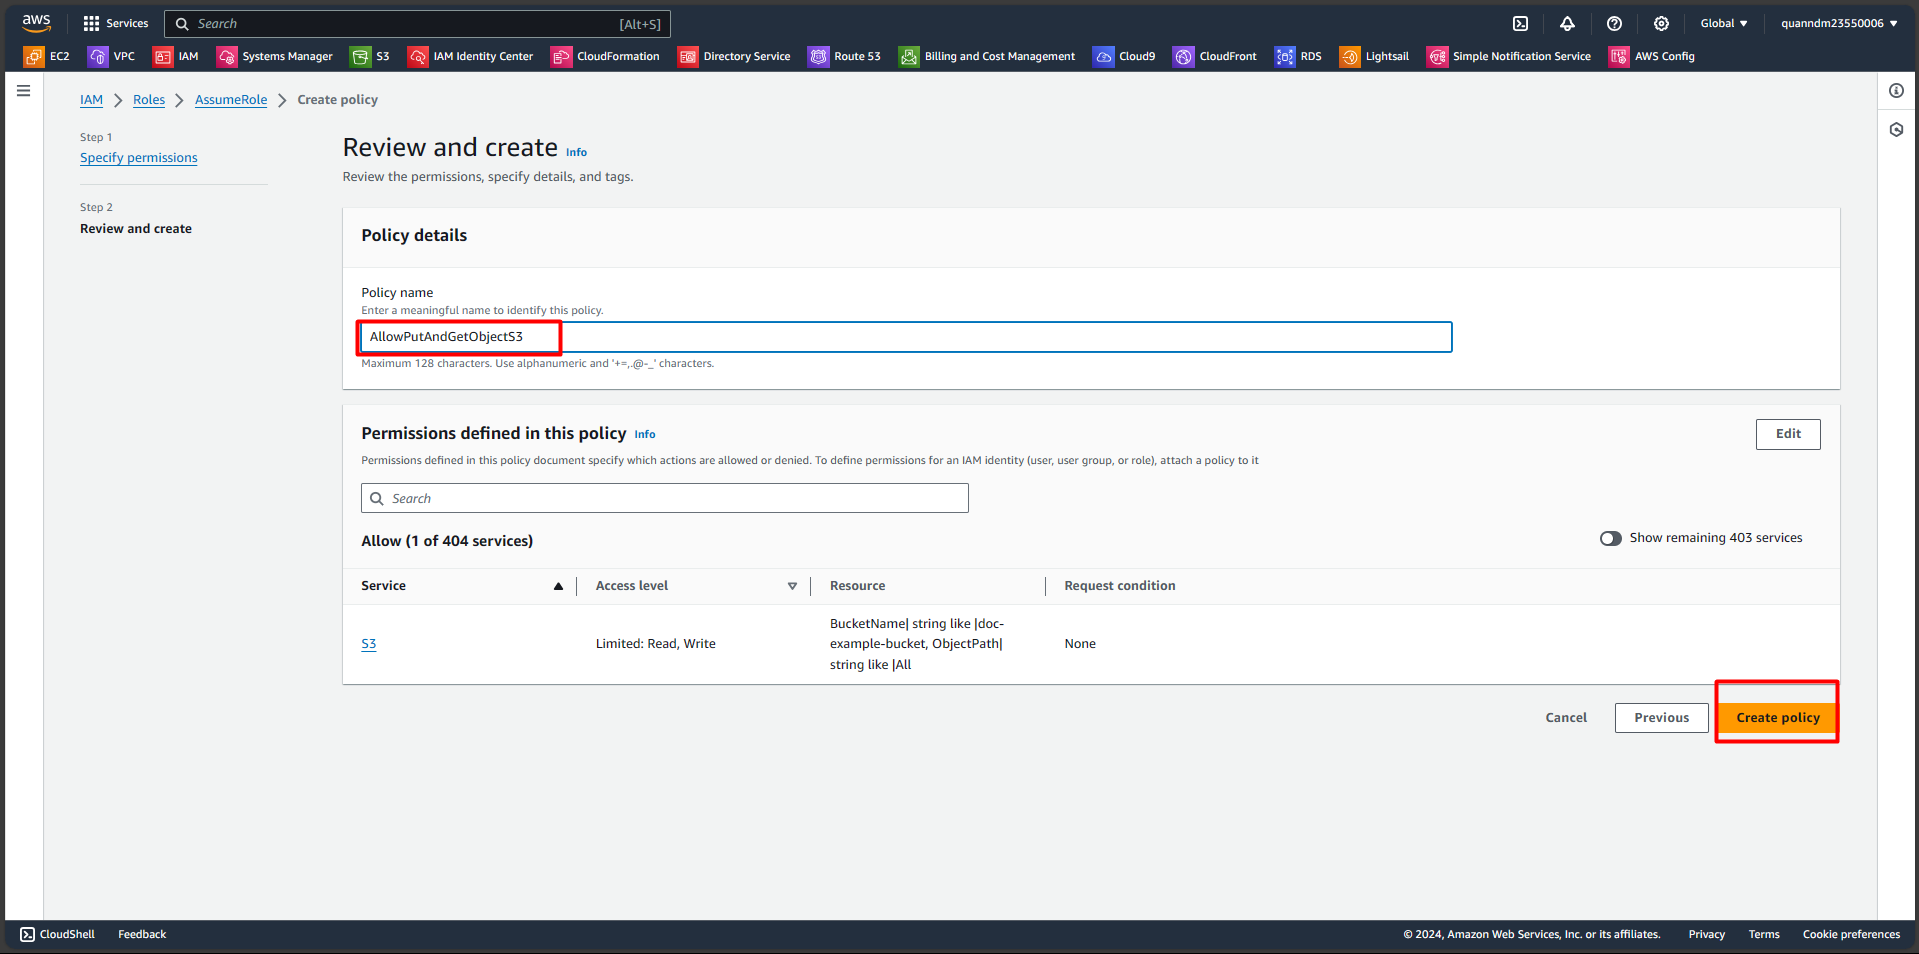 aws
Services
Search
[Alt+S]
Global
quanndm23550006
EC2
VPC
IAM
Systems Manager
S3
IAM Identity Center
CloudFormation
Directory Service
Route 53
Billing and Cost Management
Cloud9
CloudFront
RDS
Lightsail
Simple Notification Service
AWS Config
IAM
Roles
AssumeRole
Create policy
Step 1
Specify permissions
Step 2
Review and create
Review and create Info
Review the permissions, specify details, and tags.
Policy details
Policy name
Enter a meaningful name to identify this policy.
AllowPutAndGetObjectS3
Maximum 128 characters. Use alphanumeric and '+=,.@-_' characters.
Permissions defined in this policy Info
Edit
Permissions defined in this policy document specify which actions are allowed or denied. To define permissions for an IAM identity (user, user group, or role), attach a policy to it
Search
Allow (1 of 404 services)
Show remaining 403 services
Service
Access level
Resource
Request condition
S3
Limited: Read, Write
BucketName| string like |doc-
example-bucket, ObjectPath|
string like |All
None
Cancel
Previous
Create policy
CloudShell
Feedback
© 2024, Amazon Web Services, Inc. or its affiliates.
Privacy
Terms
Cookie preferences